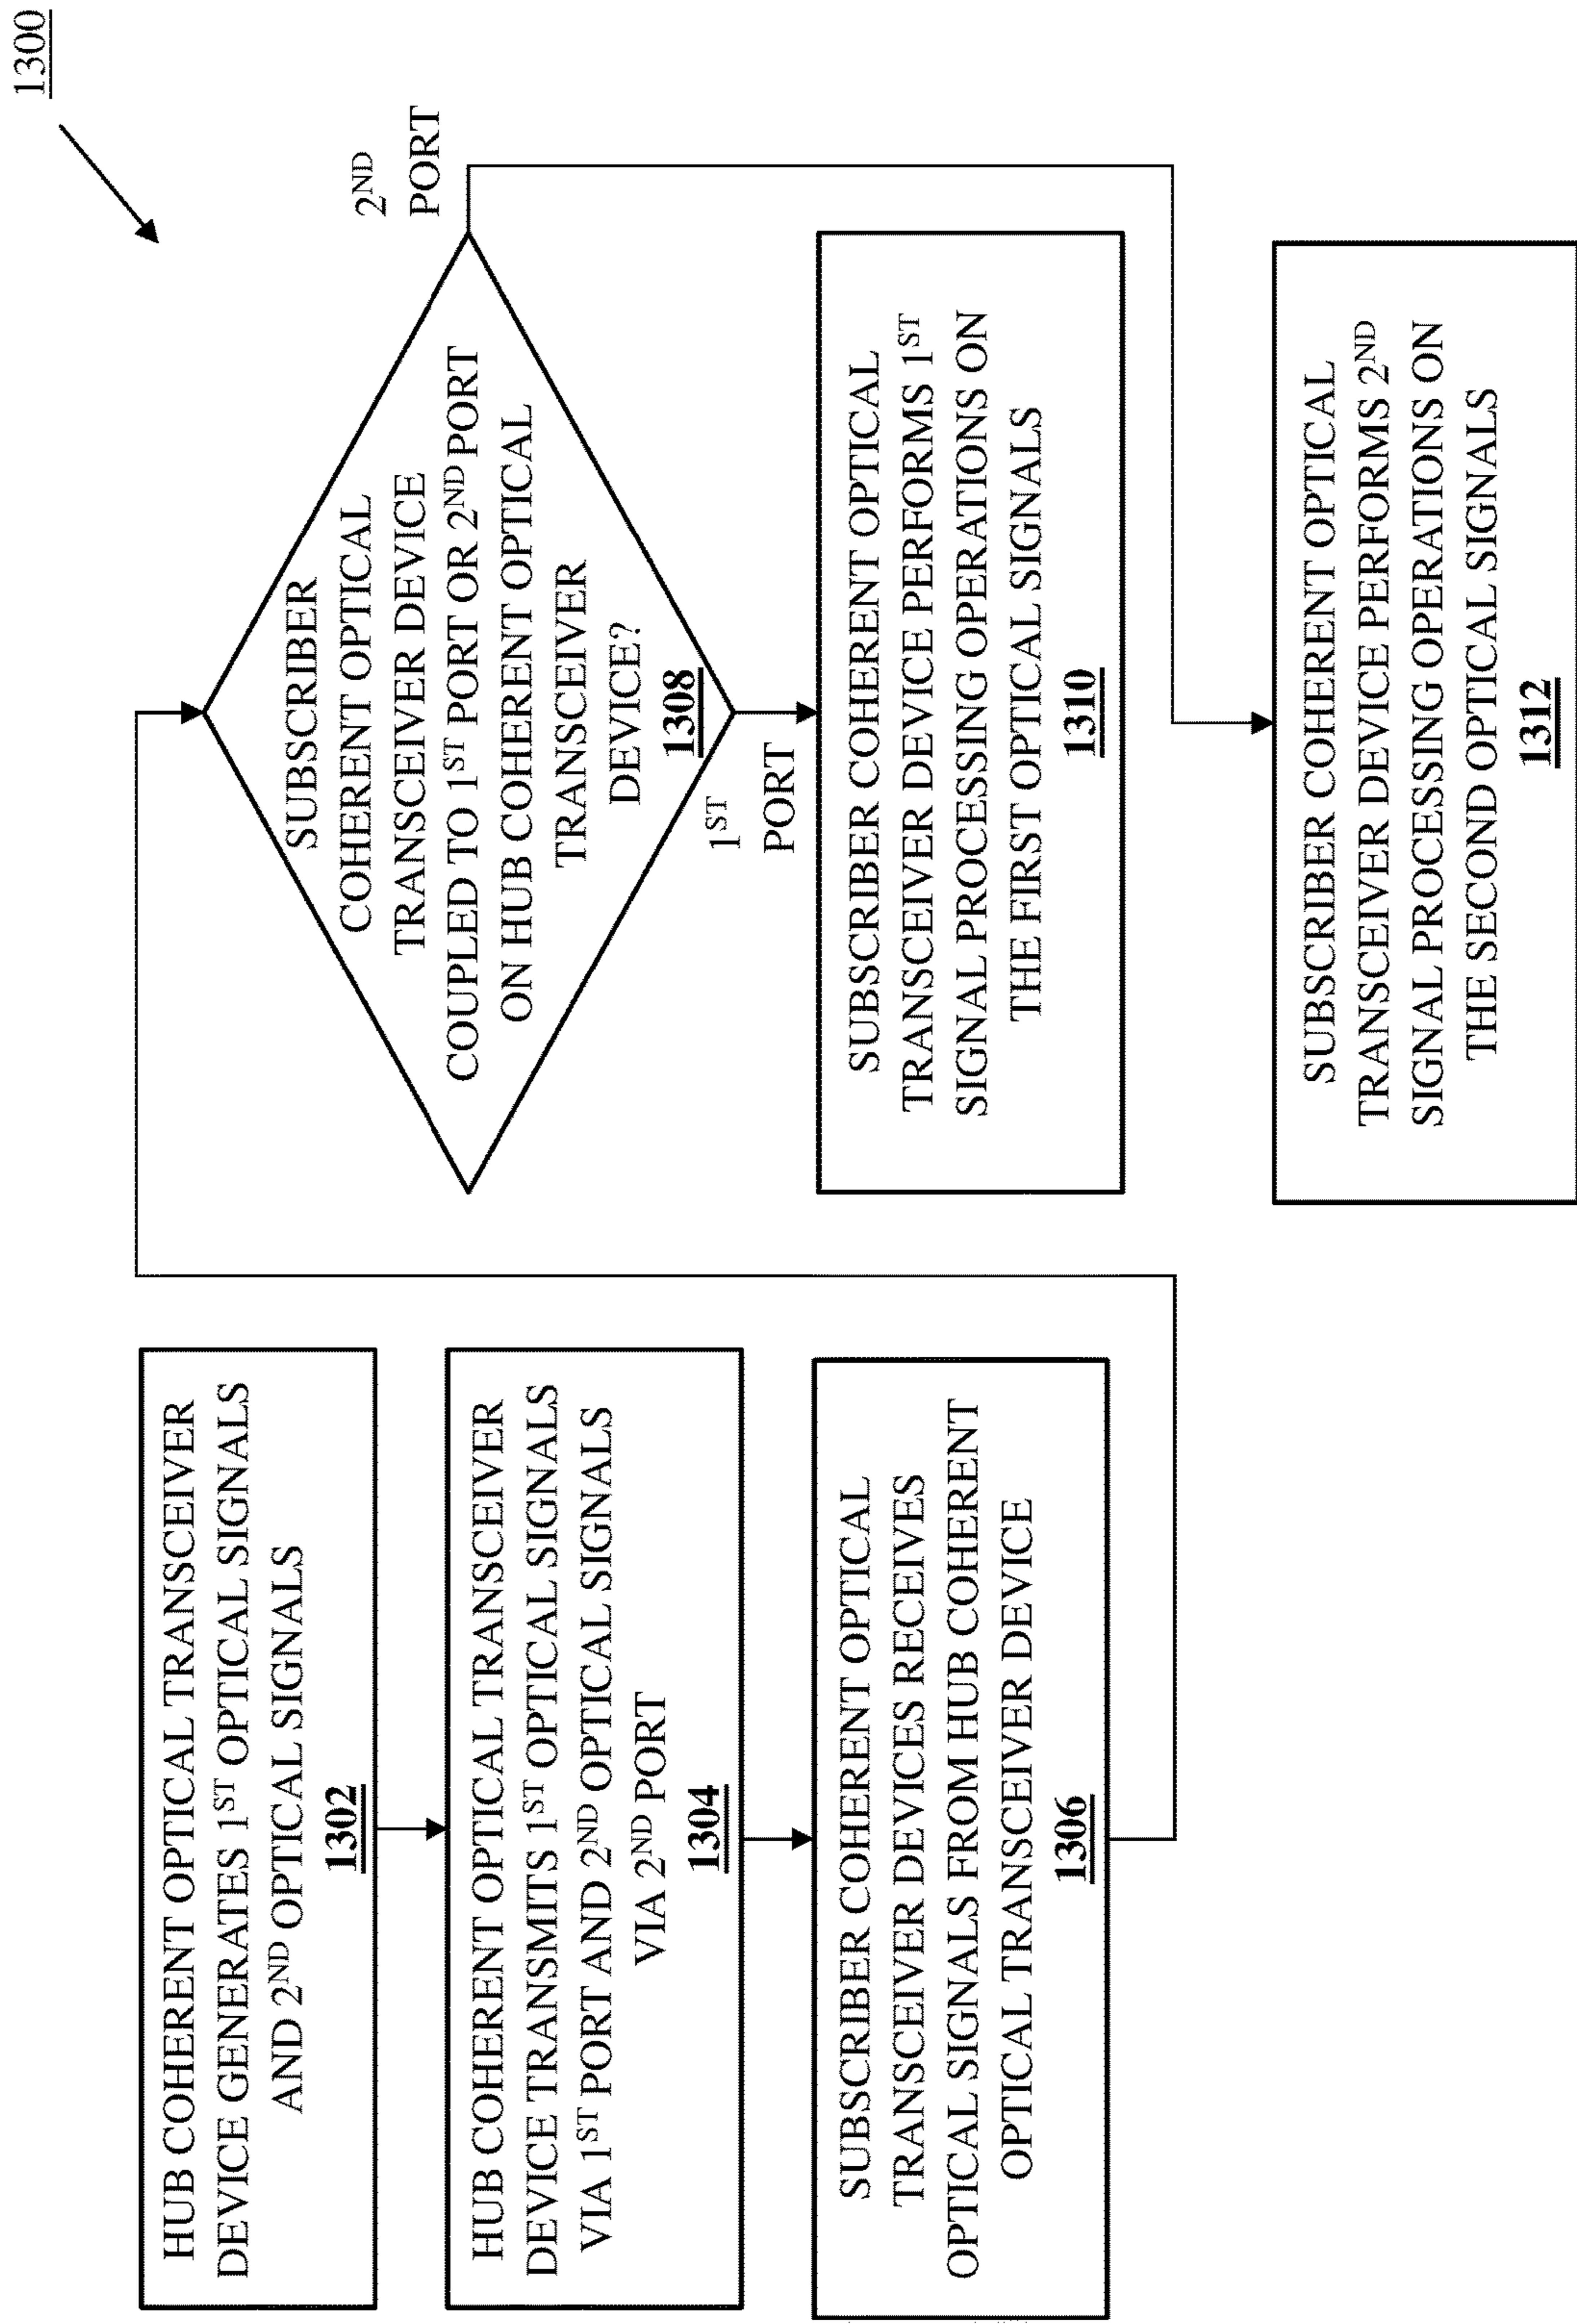 1300
HUB COHERENT OPTICAL TRANSCEIVER
DEVICE GENERATES 1ST OPTICAL SIGNALS
AND 2ND OPTICAL SIGNALS
1302
HUB COHERENT OPTICAL TRANSCEIVER
DEVICE TRANSMITS 1ST OPTICAL SIGNALS
VIA 1ST PORT AND 2ND OPTICAL SIGNALS
VIA 2ND PORT
1304
SUBSCRIBER COHERENT OPTICAL
TRANSCEIVER DEVICES RECEIVES
OPTICAL SIGNALS FROM HUB COHERENT
OPTICAL TRANSCEIVER DEVICE
1306
SUBSCRIBER
COHERENT OPTICAL
TRANSCEIVER DEVICE
COUPLED TO 1ST PORT OR 2ND PORT
ON HUB COHERENT OPTICAL
TRANSCEIVER
DEVICE?
1308
2ND
PORT
1ST
PORT
SUBSCRIBER COHERENT OPTICAL
TRANSCEIVER DEVICE PERFORMS 1ST
SIGNAL PROCESSING OPERATIONS ON
THE FIRST OPTICAL SIGNALS
1310
SUBSCRIBER COHERENT OPTICAL
TRANSCEIVER DEVICE PERFORMS 2ND
SIGNAL PROCESSING OPERATIONS ON
THE SECOND OPTICAL SIGNALS
1312